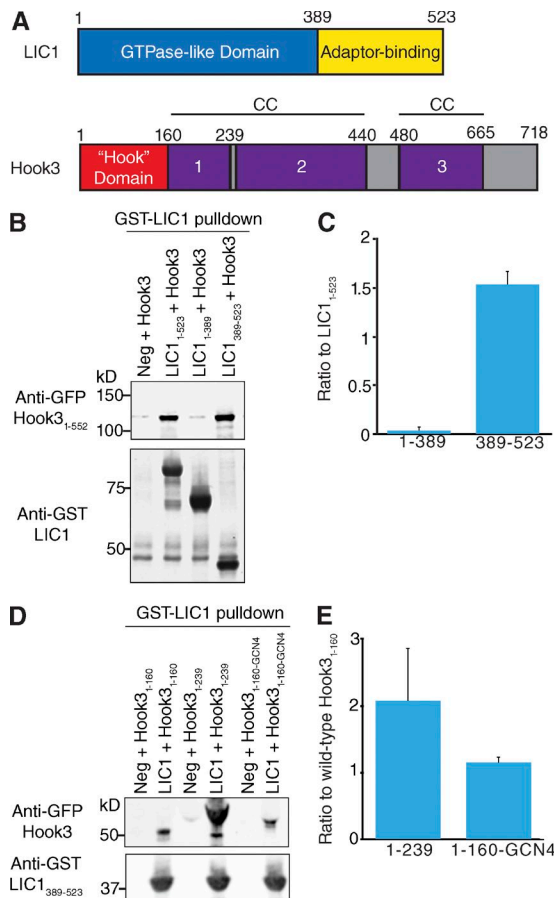 A
1 389 523
LIC1
GTPase-like Domain
Adaptor-binding
CC CC
1 160 239 440 480 665 718
Hook3
"Hook"
Domain
1 2 3
B
GST-LIC1 pulldown
Neg + Hook3
LIC1 1-523 + Hook3
LIC1 1-389 + Hook3
LIC1 389-523 + Hook3
kD
Anti-GFP
Hook3 1-552
150
100
Anti-GST
LIC1
75
50
C
Ratio to LIC1 1-523
2
1.5
1
0.5
0
1-389 389-523
D
GST-LIC1 pulldown
Neg + Hook3 1-160
LIC1 + Hook3 1-160
Neg + Hook3 1-239
LIC1 + Hook3 1-239
Neg + Hook3 1-160-GCN4
LIC1 + Hook3 1-160-GCN4
kD
Anti-GFP
Hook3
50
Anti-GST
LIC1 389-523
37
E
Ratio to wild-type Hook3 1-160
3
2
1
0
1-239 1-160-GCN4